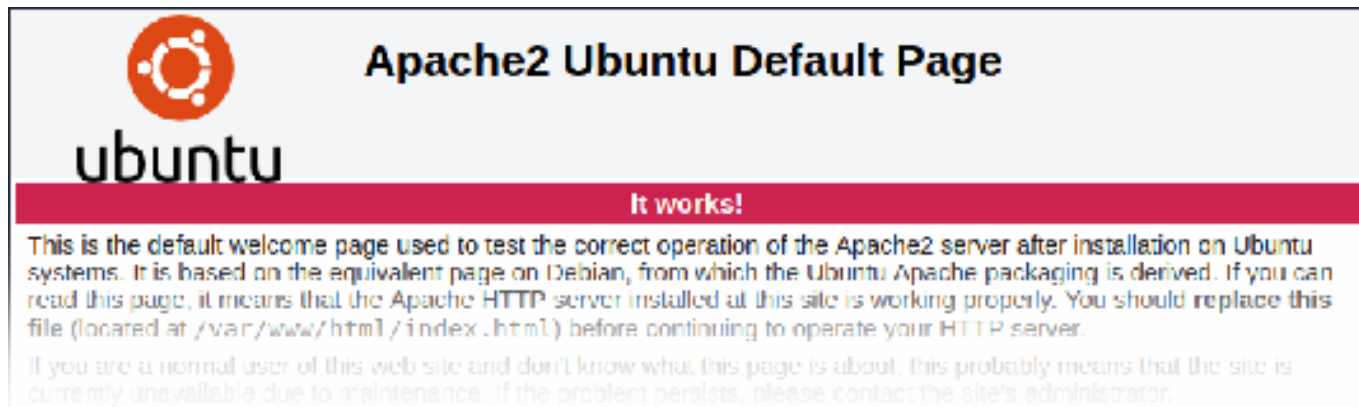 Apache2 Ubuntu Default Page
ubuntu
It works!
This is the default welcome page used to test the correct operation of the Apache2 server after installation on Ubuntu
systems. It is based on the equivalent page on Debian, from which the Ubuntu Apache packaging is derived. If you can
read this page, it means that the Apache HTTP server installed at this site is working properly. You should replace this
file (located at /var/www/html/index.html) before continuing to operate your HTTP server.
If you are a normal user of this web site and don't know what this page is about, this probably means that the site is
currently unavailable due to maintenance. If the problem persists, please contact the site's administrator.